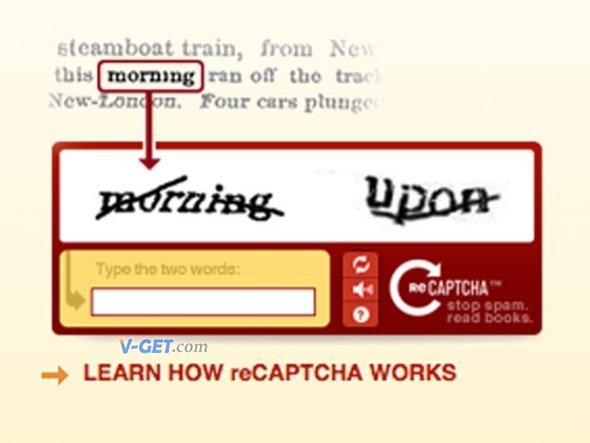 steamboat train, from New
this morning ran off the track
New-London. Four cars plunged
morning upon
Type the two words:
reCAPTCHA™
stop spam.
read books.
V-GET.com
LEARN HOW reCAPTCHA WORKS